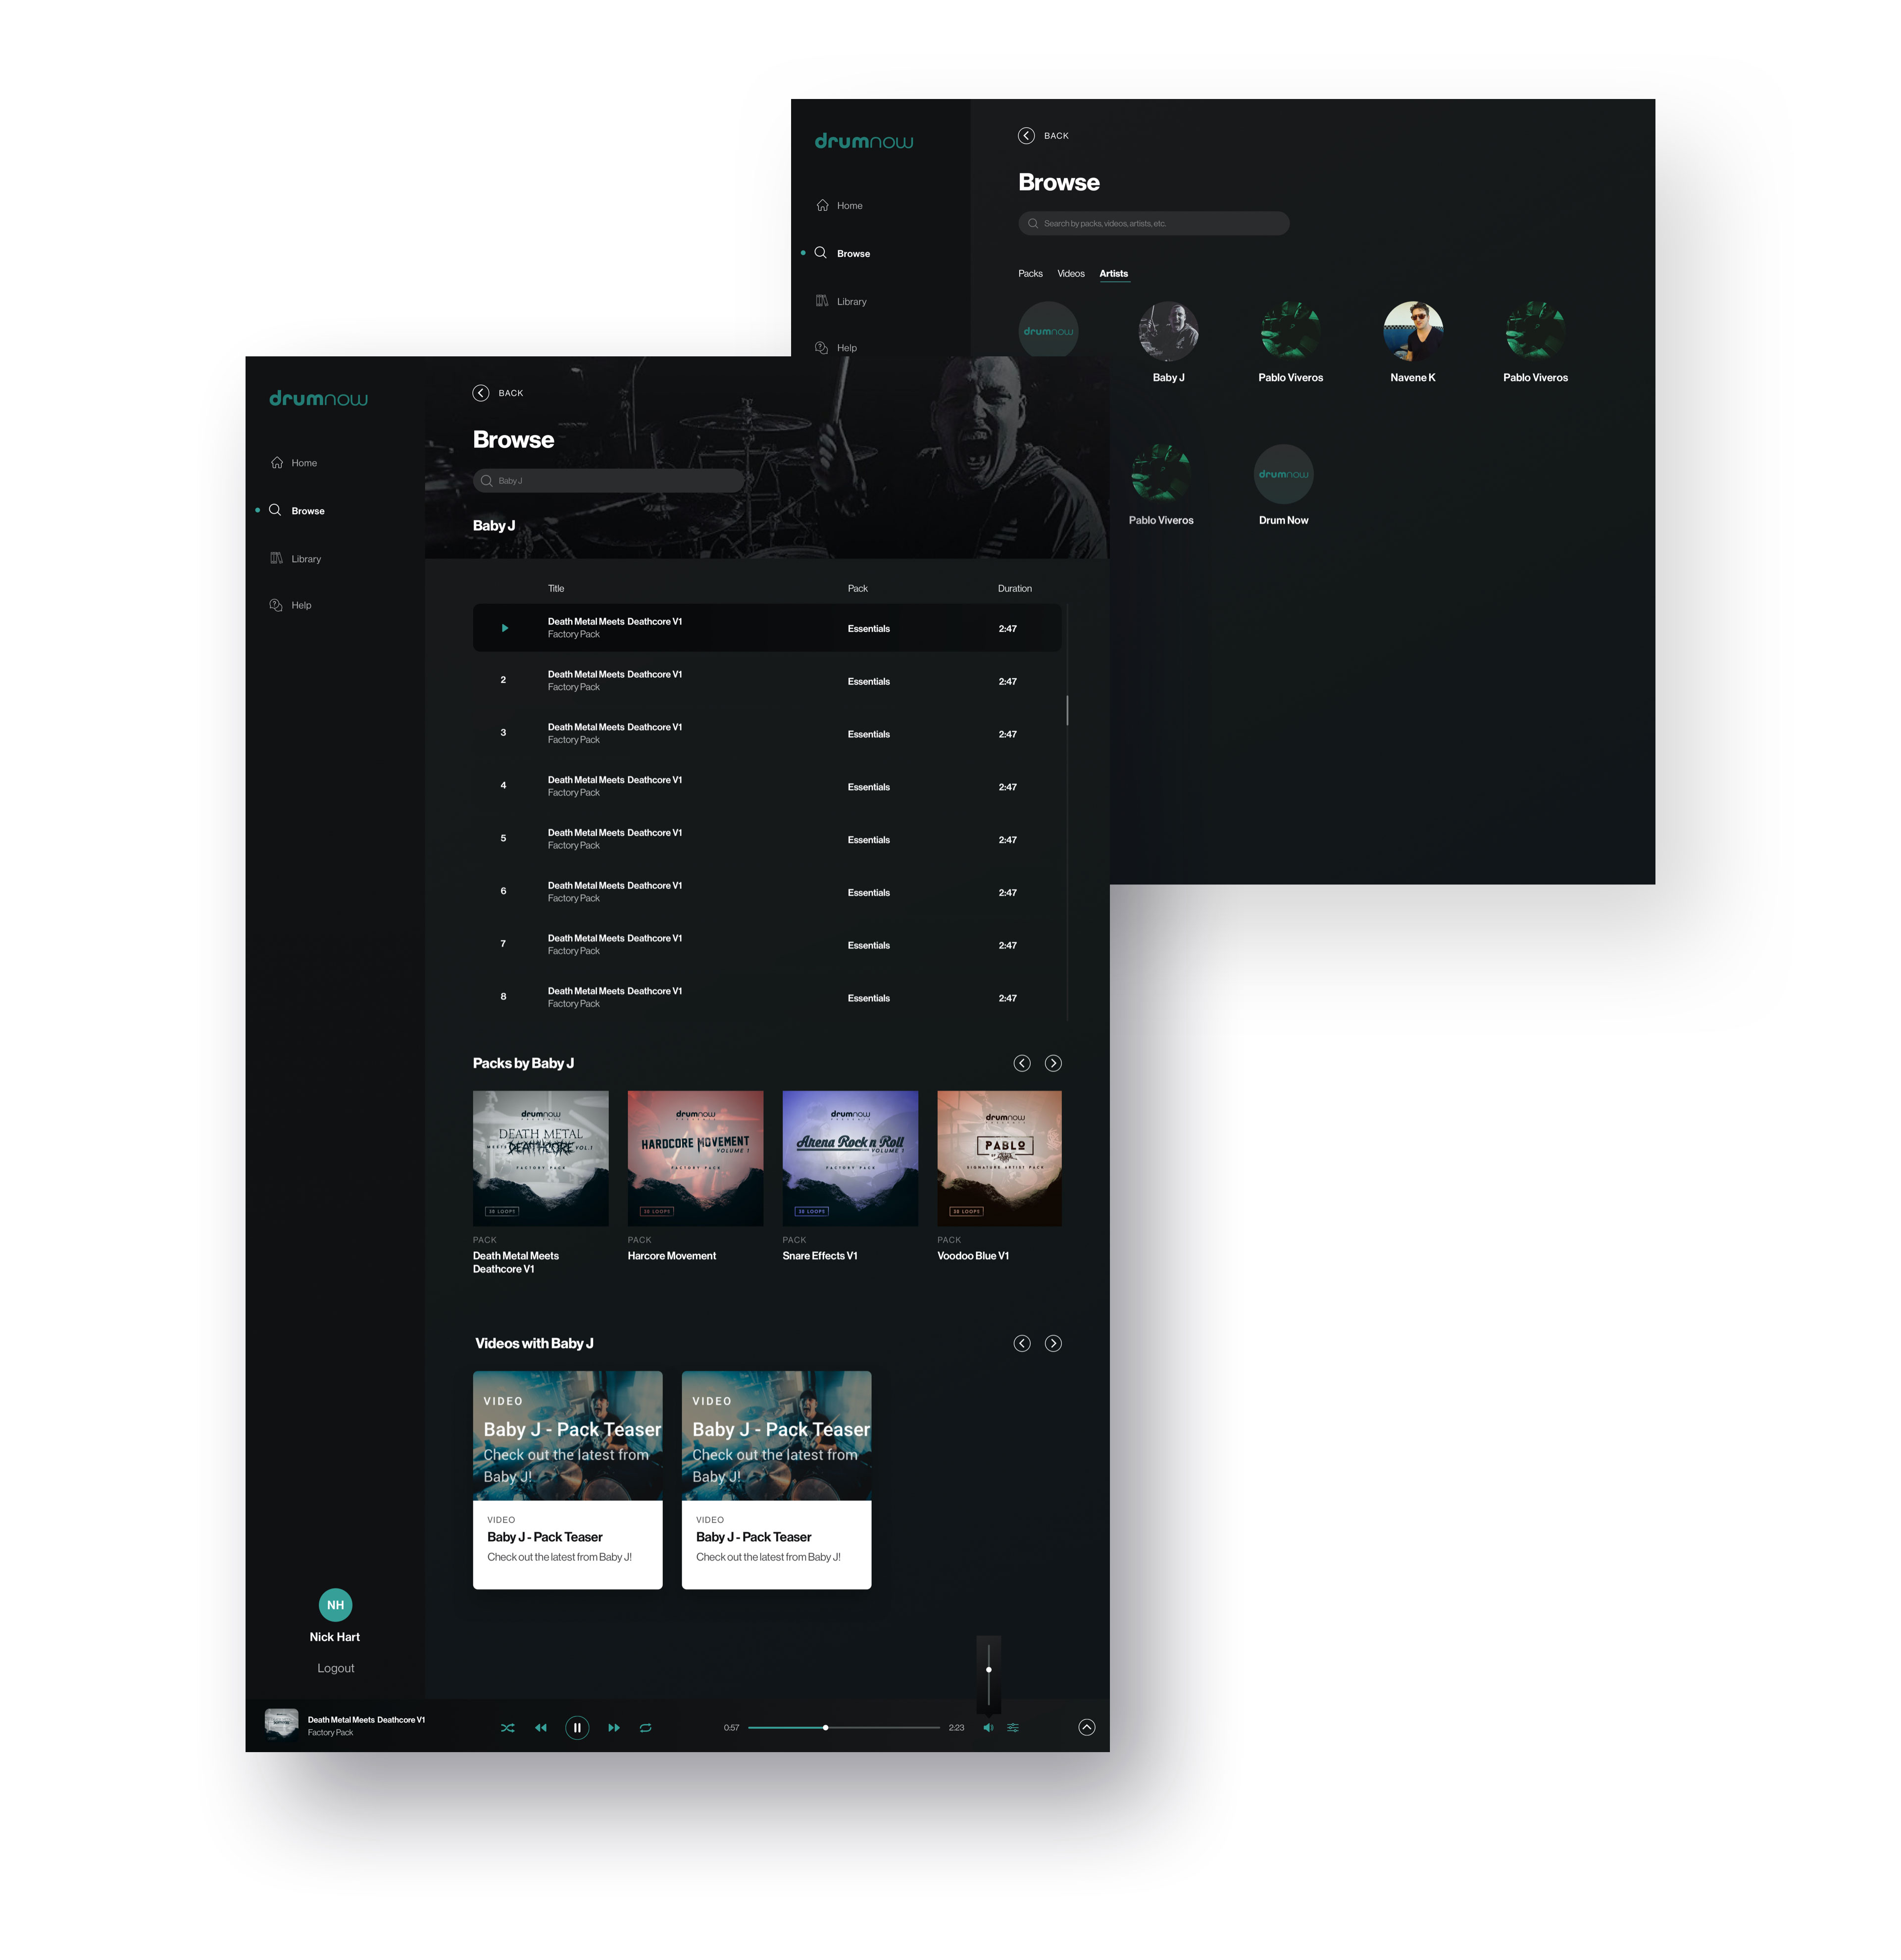 drumnow
BACK
Browse
Search by packs, videos, artists, etc.
Home
Browse
Library
Help
Packs Videos Artists
drumnow
Baby J
Pablo Viveros
Navene K
Pablo Viveros
Pablo Viveros
drumnow
Drum Now
drumnow
Home
Browse
Library
Help
BACK
Browse
Baby J
Baby J
Title Pack Duration
Death Metal Meets Deathcore V1
Factory Pack
Essentials 2:47
2
Death Metal Meets Deathcore V1
Factory Pack
Essentials 2:47
3
Death Metal Meets Deathcore V1
Factory Pack
Essentials 2:47
4
Death Metal Meets Deathcore V1
Factory Pack
Essentials 2:47
5
Death Metal Meets Deathcore V1
Factory Pack
Essentials 2:47
6
Death Metal Meets Deathcore V1
Factory Pack
Essentials 2:47
7
Death Metal Meets Deathcore V1
Factory Pack
Essentials 2:47
8
Death Metal Meets Deathcore V1
Factory Pack
Essentials 2:47
Packs by Baby J
drumnow
PRESENTS
DEATH METAL
MEETS DEATHCORE VOL.1
FACTORY PACK
30 LOOPS
PACK
Death Metal Meets
Deathcore V1
drumnow
PRESENTS
HARDCORE MOVEMENT
VOLUME 1
FACTORY PACK
30 LOOPS
PACK
Harcore Movement
drumnow
PRESENTS
Arena Rock n Roll
VOLUME 1
FACTORY PACK
30 LOOPS
PACK
Snare Effects V1
drumnow
PRESENTS
PABLO
SIGNATURE ARTIST PACK
30 LOOPS
PACK
Voodoo Blue V1
Videos with Baby J
VIDEO
Baby J - Pack Teaser
Check out the latest from
Baby J!
VIDEO
Baby J - Pack Teaser
Check out the latest from Baby J!
VIDEO
Baby J - Pack Teaser
Check out the latest from
Baby J!
VIDEO
Baby J - Pack Teaser
Check out the latest from Baby J!
NH
Nick Hart
Logout
Death Metal Meets Deathcore V1
Factory Pack
0:57
2:23